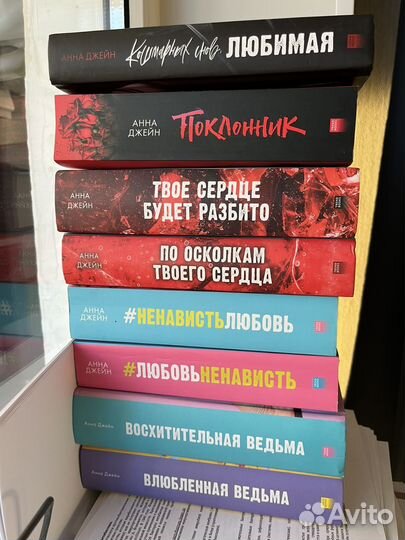 АННА ДЖЕЙН Кошмарных снов, ЛЮБИМАЯ
АННА
ДЖЕЙН
ПОКЛОННИК
АННА
ДЖЕЙН
ТВОЕ СЕРДЦЕ
БУДЕТ РАЗБИТО
АННА
ДЖЕЙН
ПО ОСКОЛКАМ
ТВОЕГО СЕРДЦА
АННА
ДЖЕЙН
#НЕНАВИСТЬЛЮБОВЬ
АННА
ДЖЕЙН
#ЛЮБОВЬНЕНАВИСТЬ
Анна Джейн ВОСХИТИТЕЛЬНАЯ ВЕДЬМА
Анна Джейн ВЛЮБЛЕННАЯ ВЕДЬМА
Avito